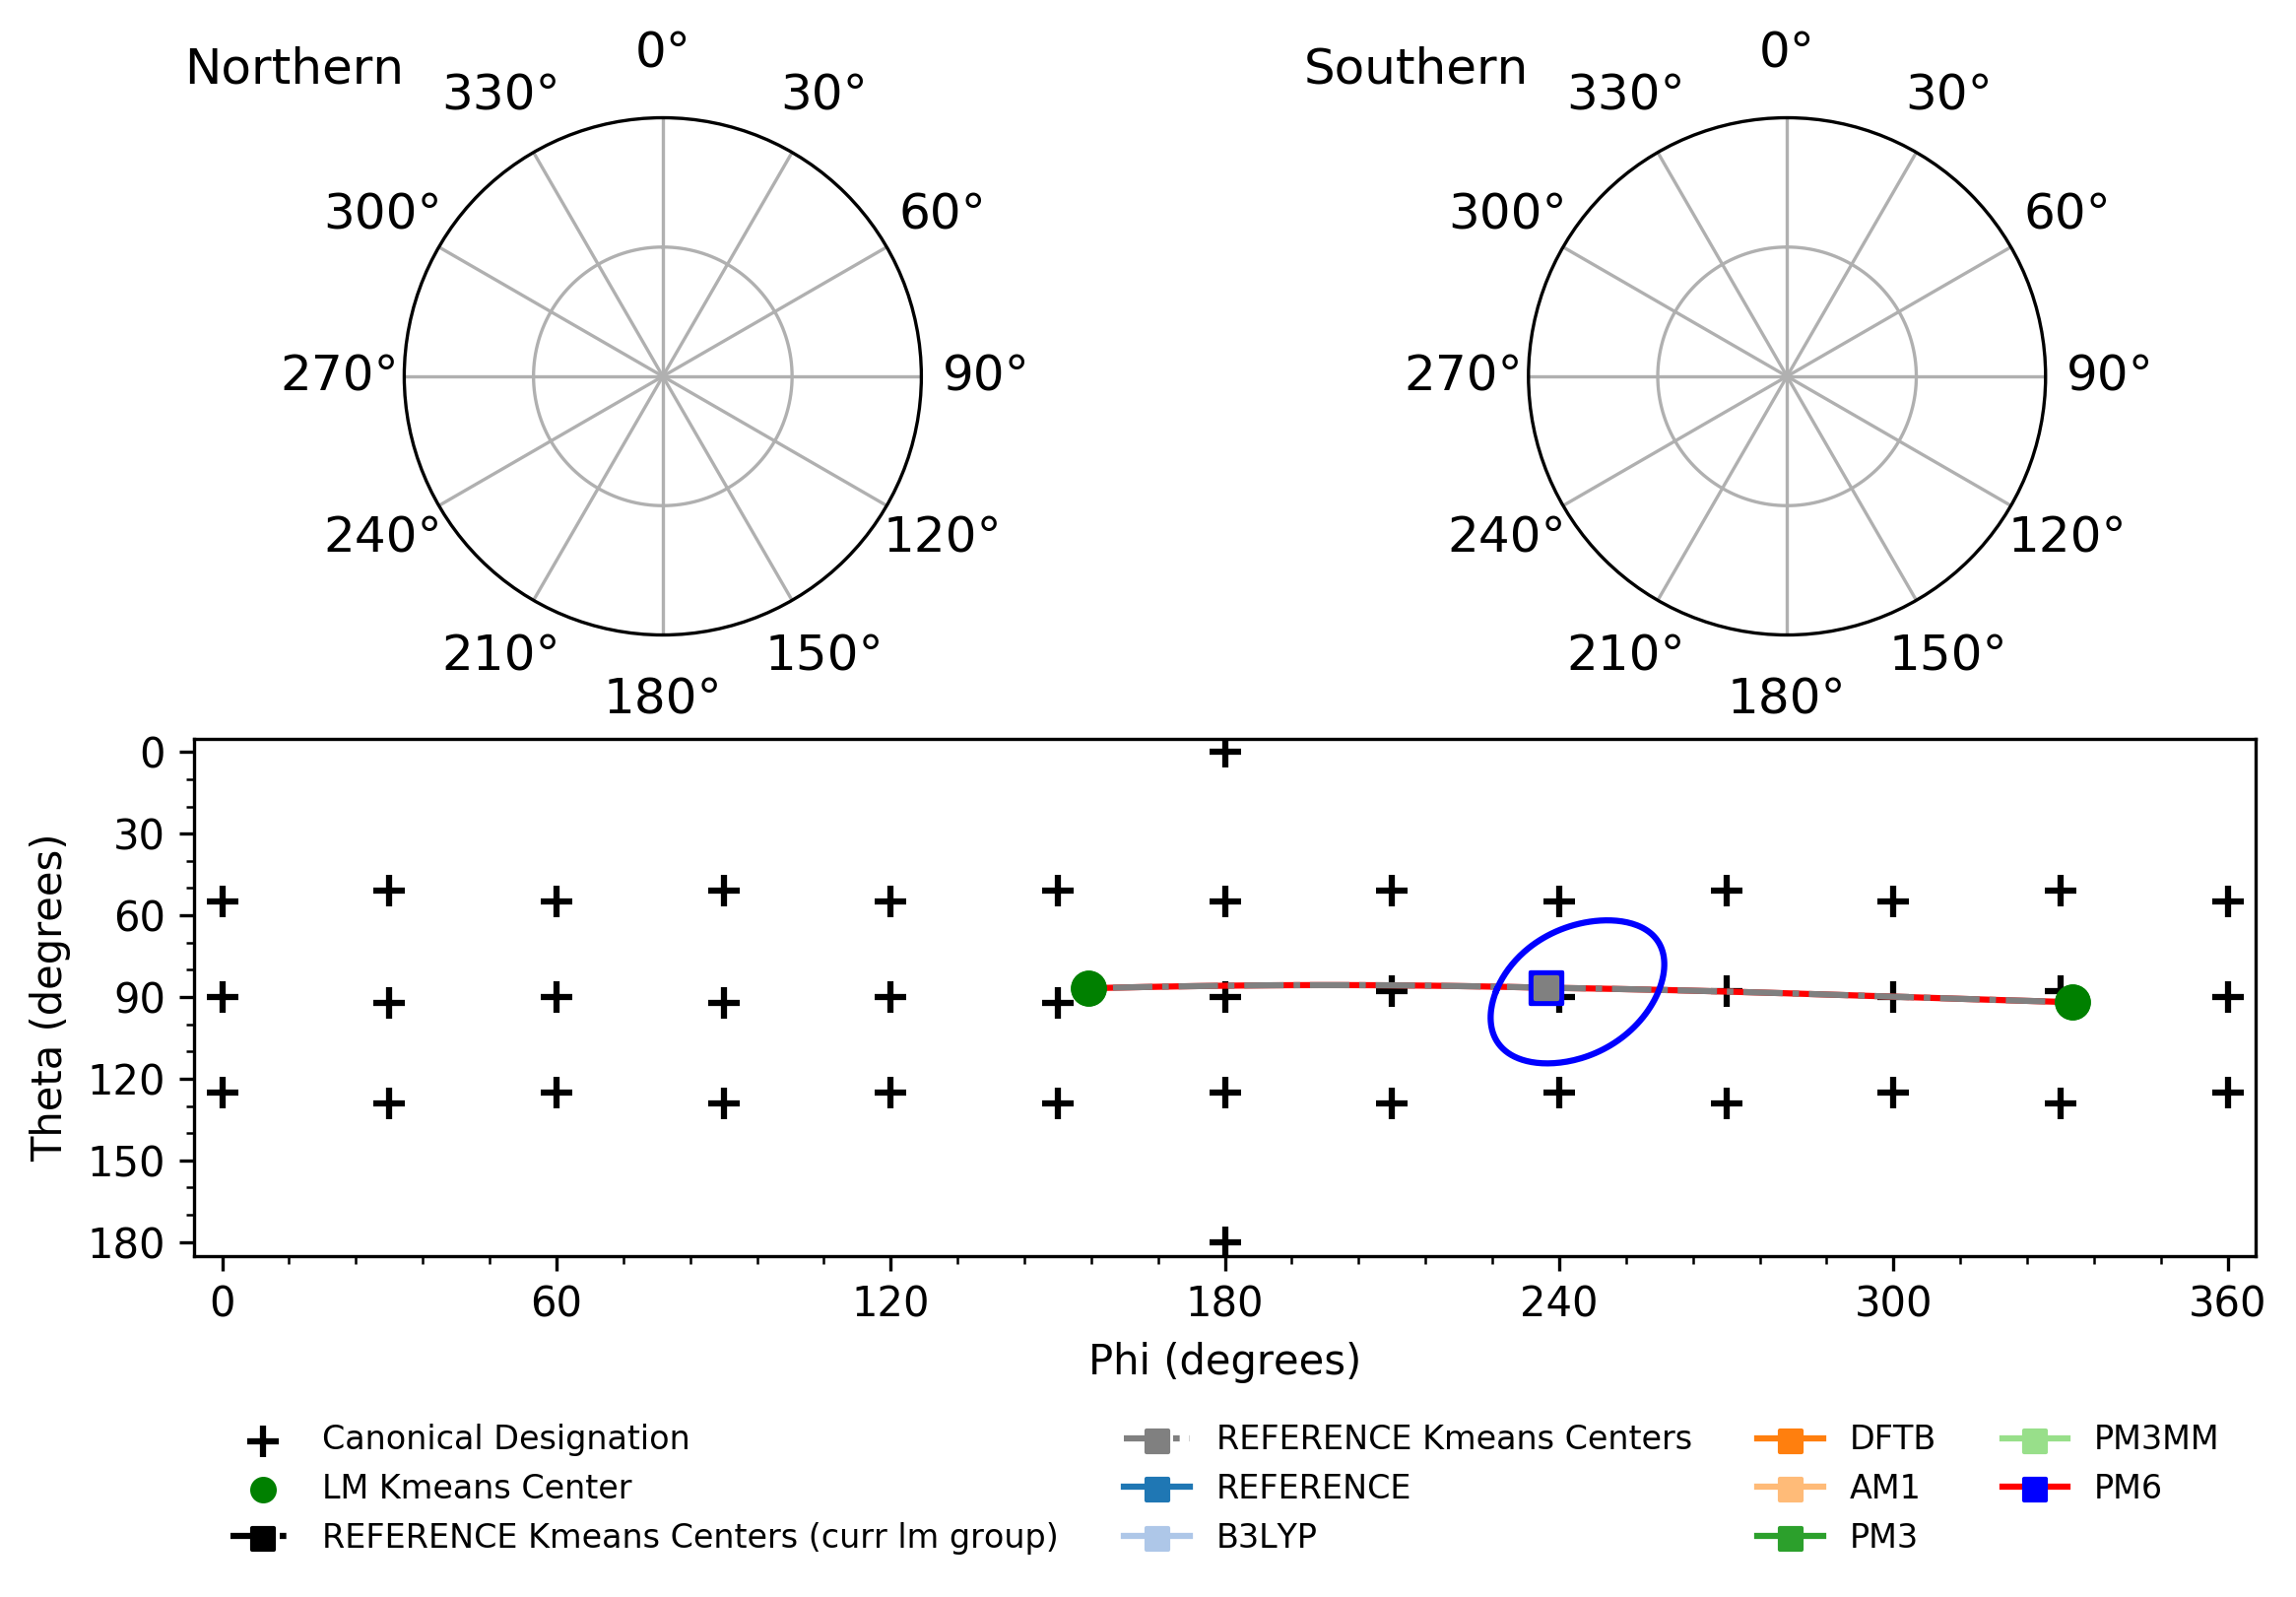 Northern
0°
30°
60°
90°
120°
150°
180°
210°
240°
270°
300°
330°
Southern
0°
30°
60°
90°
120°
150°
180°
210°
240°
270°
300°
330°
Theta (degrees)
0
30
60
90
120
150
180
0 60 120 180 240 300 360
Phi (degrees)
Canonical Designation
LM Kmeans Center
REFERENCE Kmeans Centers (curr lm group)
REFERENCE Kmeans Centers
REFERENCE
B3LYP
DFTB
AM1
PM3
PM3MM
PM6